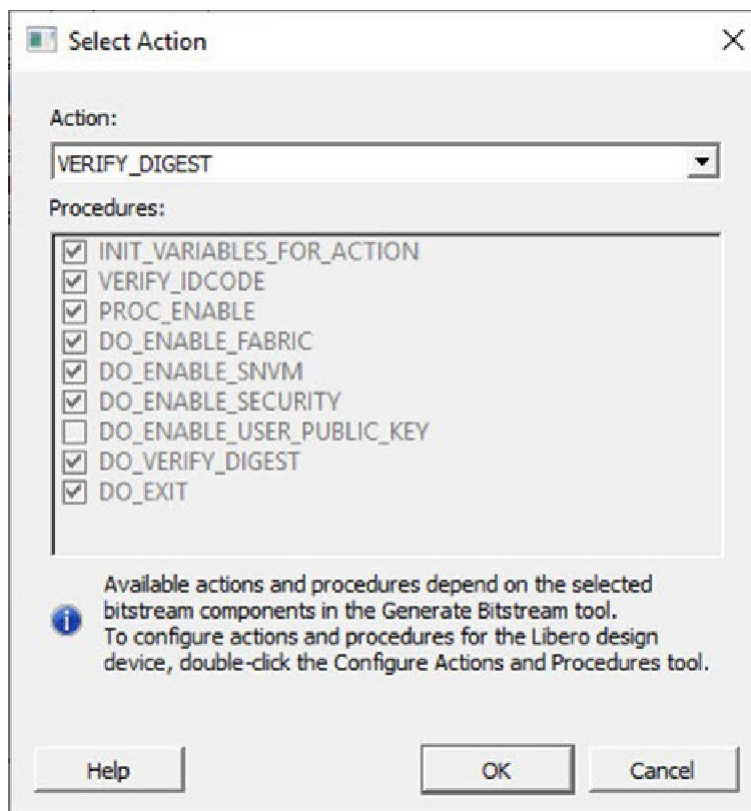 Select Action
Action:
VERIFY_DIGEST
Procedures:
INIT_VARIABLES_FOR_ACTION
VERIFY_IDCODE
PROC_ENABLE
DO_ENABLE_FABRIC
DO_ENABLE_SNVM
DO_ENABLE_SECURITY
DO_ENABLE_USER_PUBLIC_KEY
DO_VERIFY_DIGEST
DO_EXIT
Available actions and procedures depend on the selected
bitstream components in the Generate Bitstream tool.
To configure actions and procedures for the Libero design
device, double-click the Configure Actions and Procedures tool.
Help OK Cancel